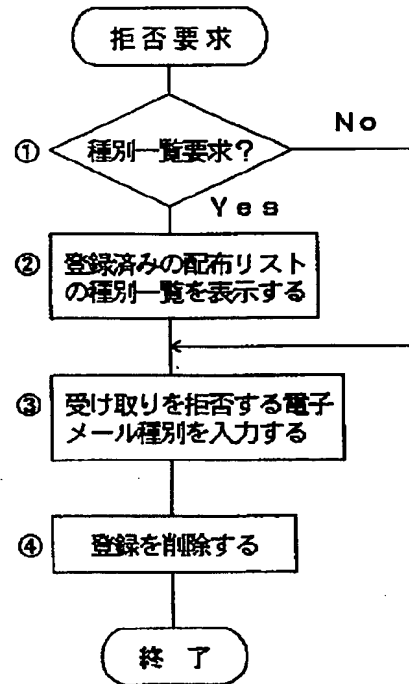 拒否要求
① 種別一覧要求?
No
Yes
② 登録済みの配布リスト
の種別一覧を表示する
③ 受け取りを拒否する電子
メール種別を入力する
④ 登録を削除する
終了